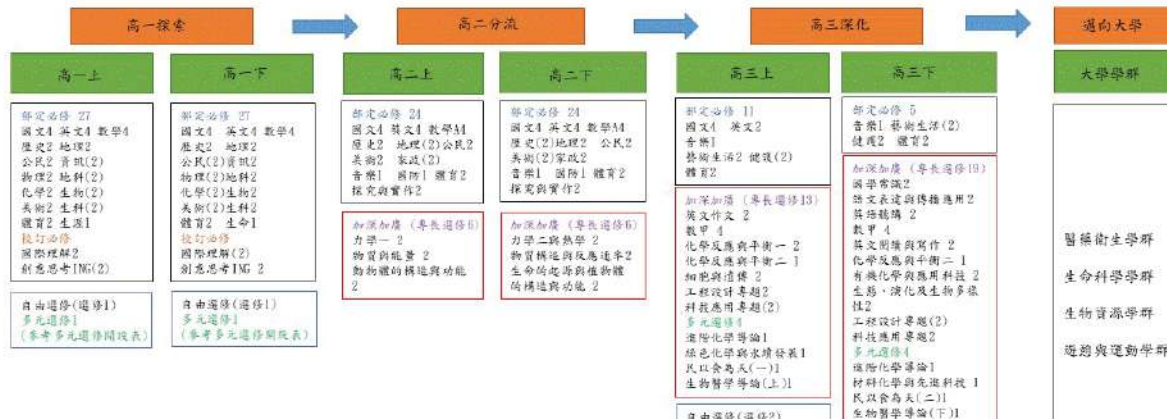 高一探索
高二分流
高三深化
邁向大學
高一上
高一下
高二上
高二下
高三上
高三下
大學學群
部定必修 27
國文4 英文4 數學4
歷史2 地理2
公民2 資訊(2)
物理2 地科(2)
化學2 生物(2)
美術2 生科(2)
體育2 生涯1
校訂必修
國際理解2
創意思考ING(2)
自由選修(選修1)
多元選修1
(參考多元選修開設表)
部定必修 27
國文4 英文4 數學4
歷史2 地理2
公民(2)資訊2
物理(2)地科2
化學(2)生物2
美術(2)生科2
體育2 生命1
校訂必修
國際理解(2)
創意思考ING 2
自由選修(選修1)
多元選修1
(參考多元選修開設表)
部定必修 24
國文4 英文4 數學A4
歷史2 地理(2)公民2
美術2 家政(2)
音樂1 國防1 體育2
探究與實作2
加深加廣 (專長選修6)
力學一 2
物質與能量 2
動物體的構造與功能
2
部定必修 24
國文4 英文4 數學A4
歷史(2)地理2 公民2
美術(2)家政2
音樂1 國防1 體育2
探究與實作2
加深加廣 (專長選修6)
力學二與熱學 2
物質構造與反應速率2
生命的起源與植物體
的構造與功能 2
部定必修 11
國文4 英文2
音樂1
藝術生活2 健護(2)
體育2
加深加廣 (專長選修13)
英文作文 2
數甲 4
化學反應與平衡一 2
化學反應與平衡二 1
細胞與遺傳 2
工程設計專題2
科技應用專題(2)
多元選修4
進階化學導論1
綠色化學與永續發展1
民以食為天(一)1
生物醫學導論(上)1
自由選修(選修2)
部定必修 5
音樂1 藝術生活(2)
健護2 體育2
加深加廣 (專長選修19)
國學常識2
語文表達與傳播應用2
英語聽講 2
數甲 4
英文閱讀與寫作 2
化學反應與平衡二 1
有機化學與應用科技 2
生態、演化及生物多樣
性2
工程設計專題(2)
科技應用專題2
多元選修4
進階化學導論1
材料化學與先進科技 1
民以食為天(二)1
生物醫學導論(下)1
醫藥衛生學群
生命科學學群
生物資源學群
遊憩與運動學群